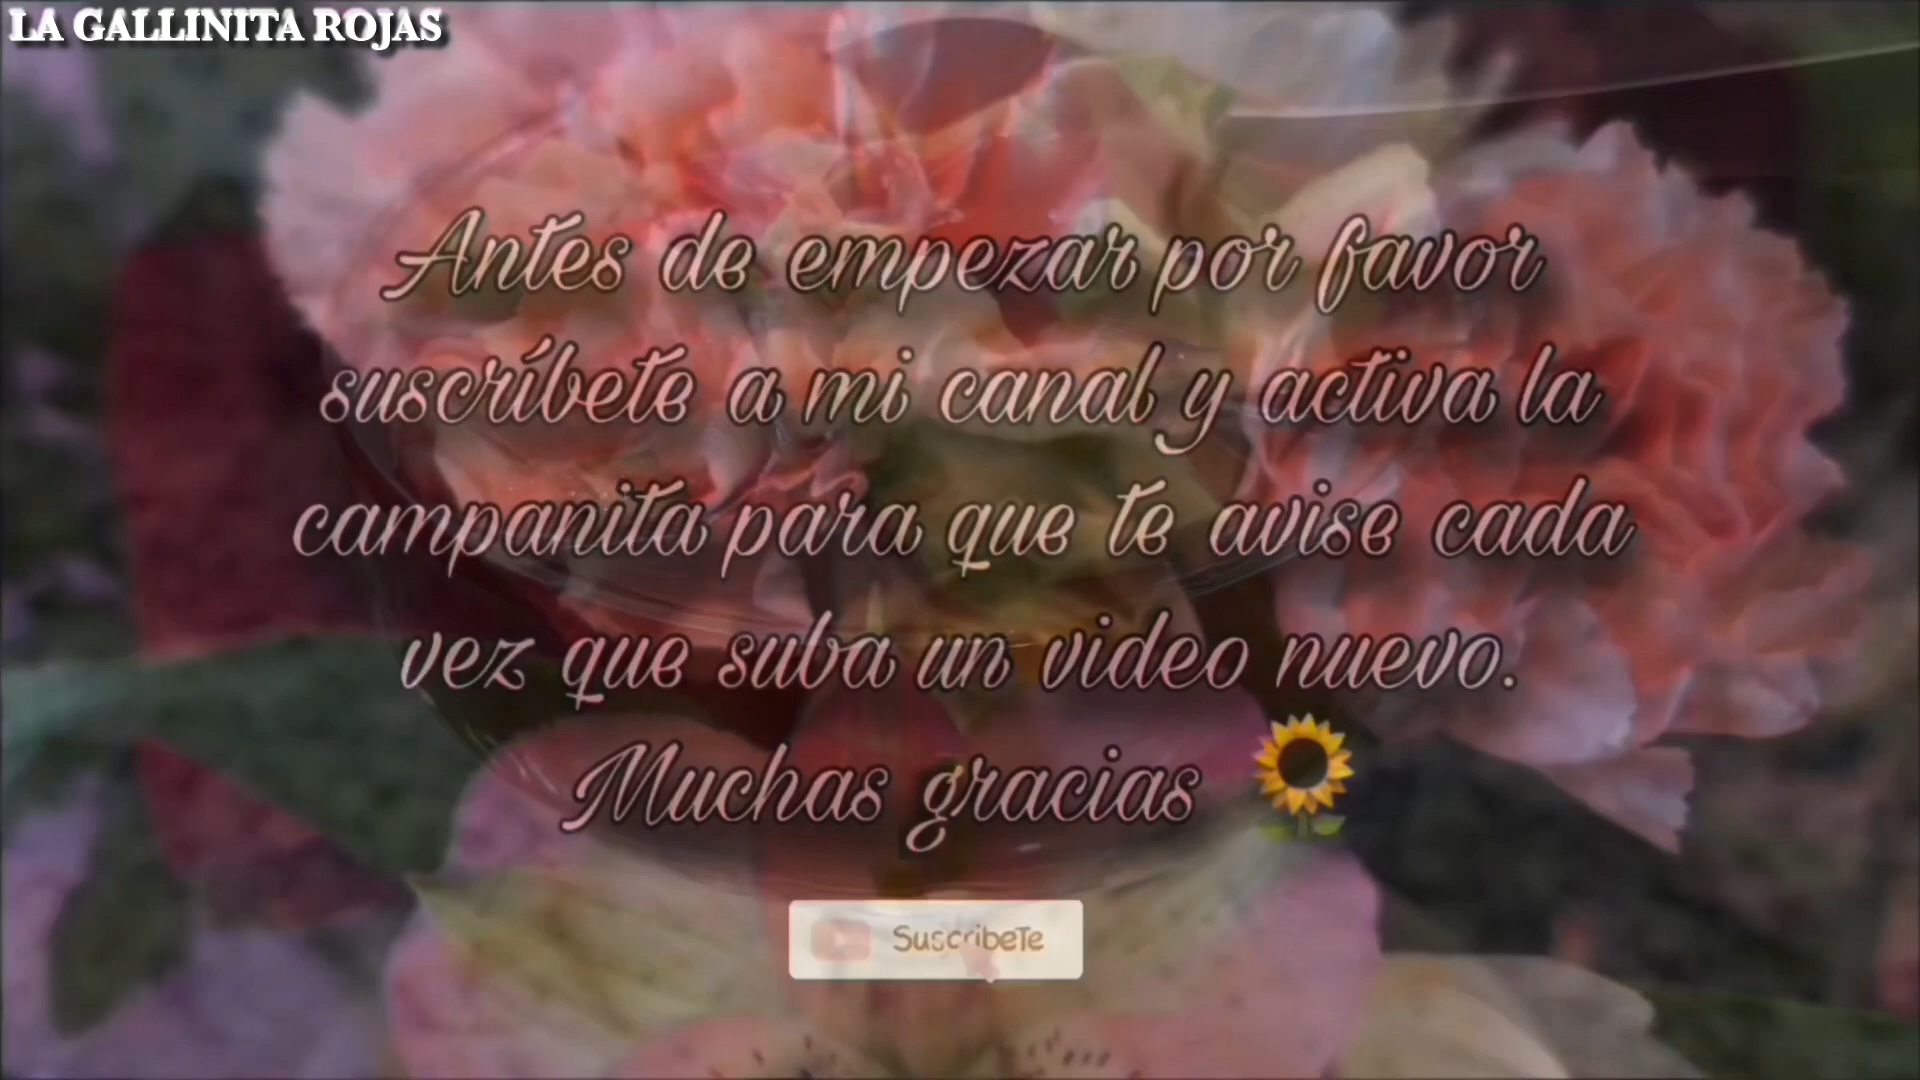 LA GALLINITA ROJAS
Antes de empezar por favor
suscríbete a mi canal y activa la
campanita para que te avise cada
vez que suba un video nuevo.
Muchas gracias
Suscribete